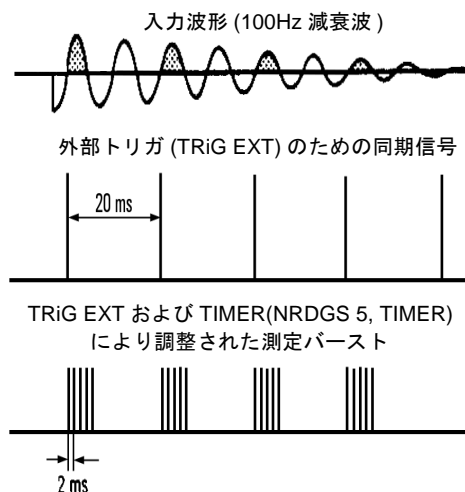 入力波形 (100Hz 減衰波 )
外部トリガ (TRiG EXT) のための同期信号
20 ms
TRiG EXT および TIMER(NRDGS 5, TIMER)
により調整された測定バースト
2 ms